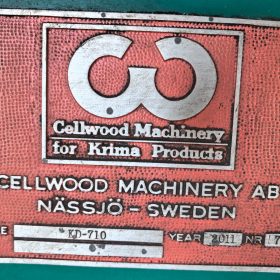 Cellwood Machinery
for Krima Products
CELLWOOD MACHINERY AB
NÄSSJÖ - SWEDEN
KD-710 YEAR 2011 NR